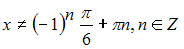 x ≠ (−1)^n π/6 + πn, n ∈ Z